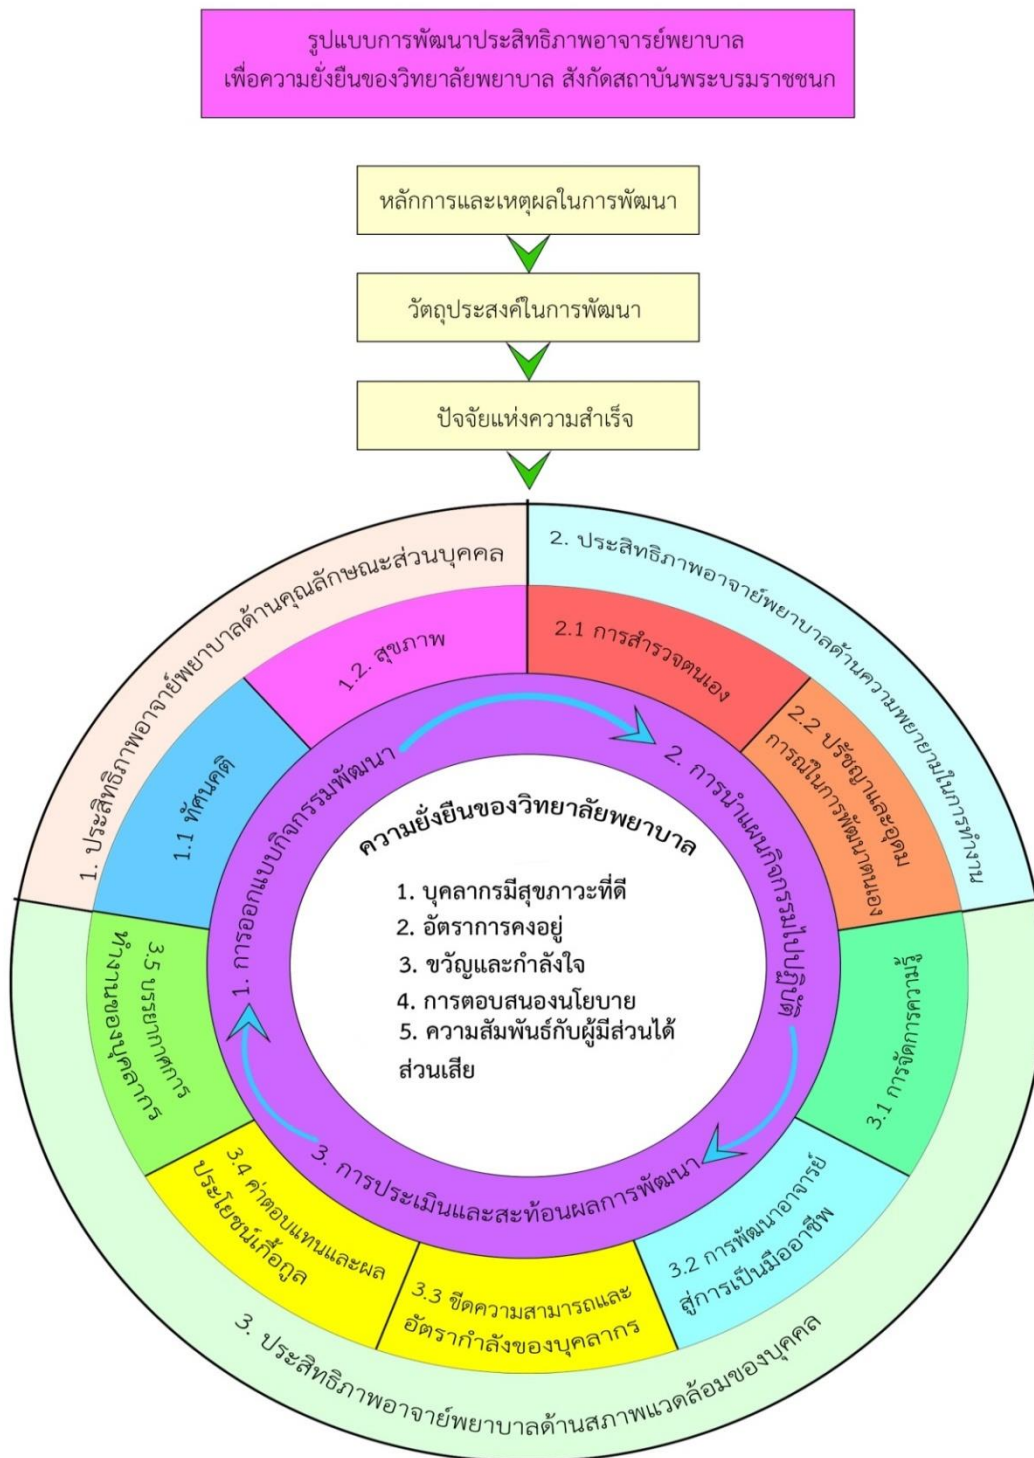 รูปแบบการพัฒนาประสิทธิภาพอาจารย์พยาบาล
เพื่อความยั่งยืนของวิทยาลัยพยาบาล สังกัดสถาบันพระบรมราชชนก
หลักการและเหตุผลในการพัฒนา
วัตถุประสงค์ในการพัฒนา
ปัจจัยแห่งความสำเร็จ
1. ประสิทธิภาพอาจาย์พยาบาลด้านคุณลักษณะส่วนบุคคล
2. ประสิทธิภาพอาจาย์พยาบาลด้านความพยายามในการทำงาน
1.2. สุขภาพ
2.1 การสำรวจตนเอง
1.1 ทัศนคติ
2.2 ปรัชญาและอุดม
การณ์ในการพัฒนาตนเอง
1. การออกแบบกิจกรรมพัฒนา
2. การนำแผนกิจกรรมไปปฏิบัติ
ความยั่งยืนของวิทยาลัยพยาบาล
1. บุคลากรมีสุขภาวะที่ดี
2. อัตราการคงอยู่
3. ขวัญและกำลังใจ
4. การตอบสนองนโยบาย
5. ความสัมพันธ์กับผู้มีส่วนได้
ส่วนเสีย
3. การประเมินและสะท้อนผลการพัฒนา
3.5 บรรยากาศการ
ทำงานของบุคลากร
3.1 การจัดการความรู้
3.4 ค่าตอบแทนและผล
ประโยชน์เกื้อกูล
3.3 ขีดความสามารถและ
อัตรากำลังของบุคลากร
3.2 การพัฒนาอาจารย์
สู่การเป็นมืออาชีพ
3. ประสิทธิภาพอาจาย์พยาบาลด้านสภาพแวดล้อมของบุคคล